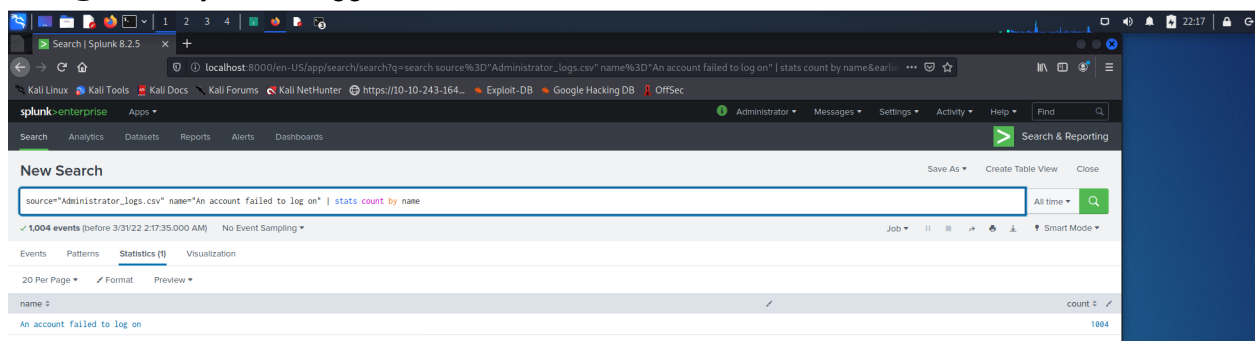 1 2 3 4 22:17
Search | Splunk 8.2.5
localhost:8000/en-US/app/search/search?q=search source%3D"Administrator_logs.csv" name%3D"An account failed to log on" | stats count by name&earlie
Kali Linux Kali Tools Kali Docs Kali Forums Kali NetHunter https://10-10-243-164... Exploit-DB Google Hacking DB OffSec
splunk>enterprise Apps Administrator Messages Settings Activity Help Find
Search Analytics Datasets Reports Alerts Dashboards Search & Reporting
New Search Save As Create Table View Close
source="Administrator_logs.csv" name="An account failed to log on" | stats count by name All time
1,004 events (before 3/31/22 2:17:35.000 AM) No Event Sampling Job Smart Mode
Events Patterns Statistics (1) Visualization
20 Per Page Format Preview
name count
An account failed to log on 1004